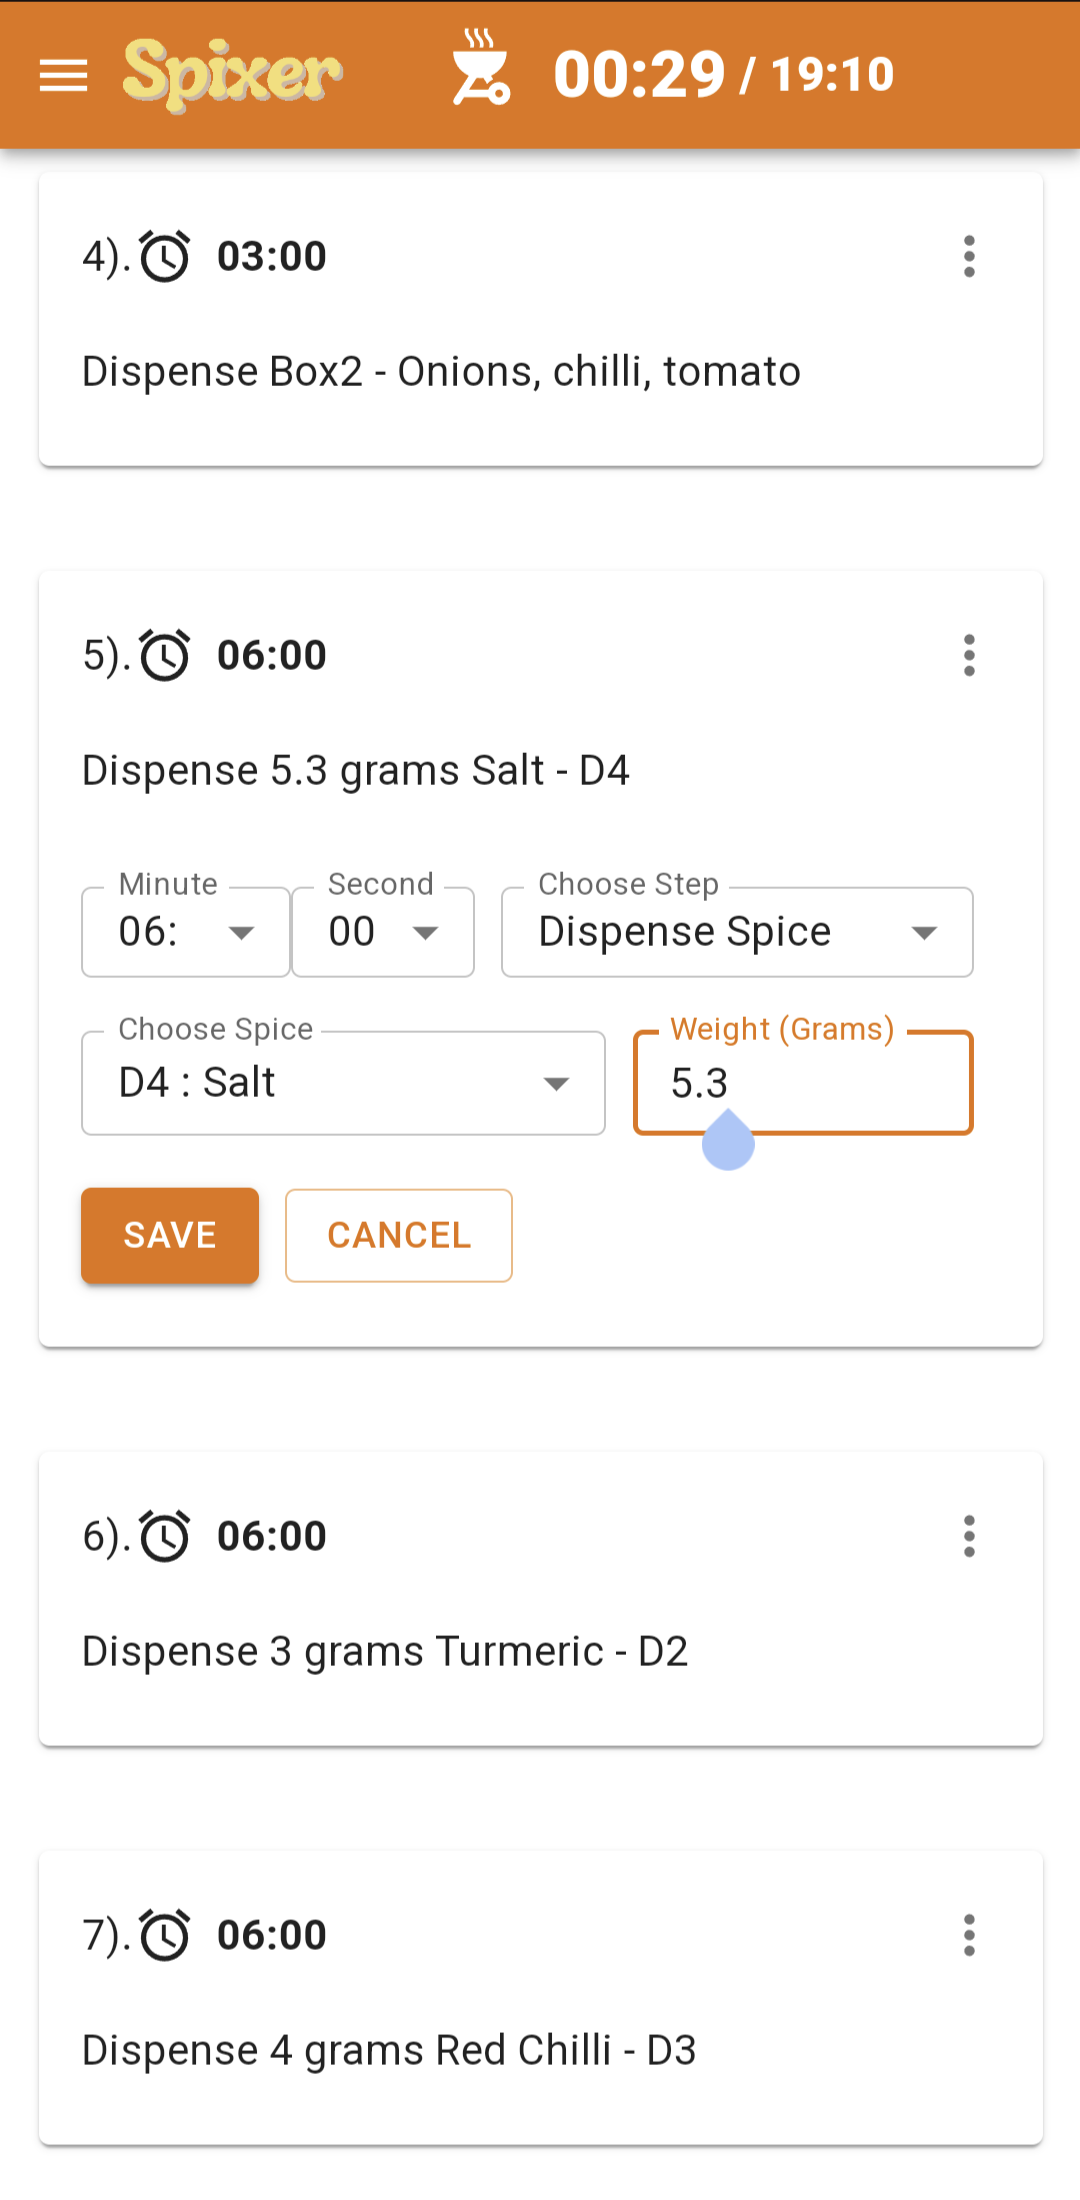 Spixer 00:29 / 19:10
4). 03:00
Dispense Box2 - Onions, chilli, tomato
5). 06:00
Dispense 5.3 grams Salt - D4
Minute Second Choose Step
06: 00 Dispense Spice
Choose Spice Weight (Grams)
D4 : Salt 5.3
SAVE CANCEL
6). 06:00
Dispense 3 grams Turmeric - D2
7). 06:00
Dispense 4 grams Red Chilli - D3